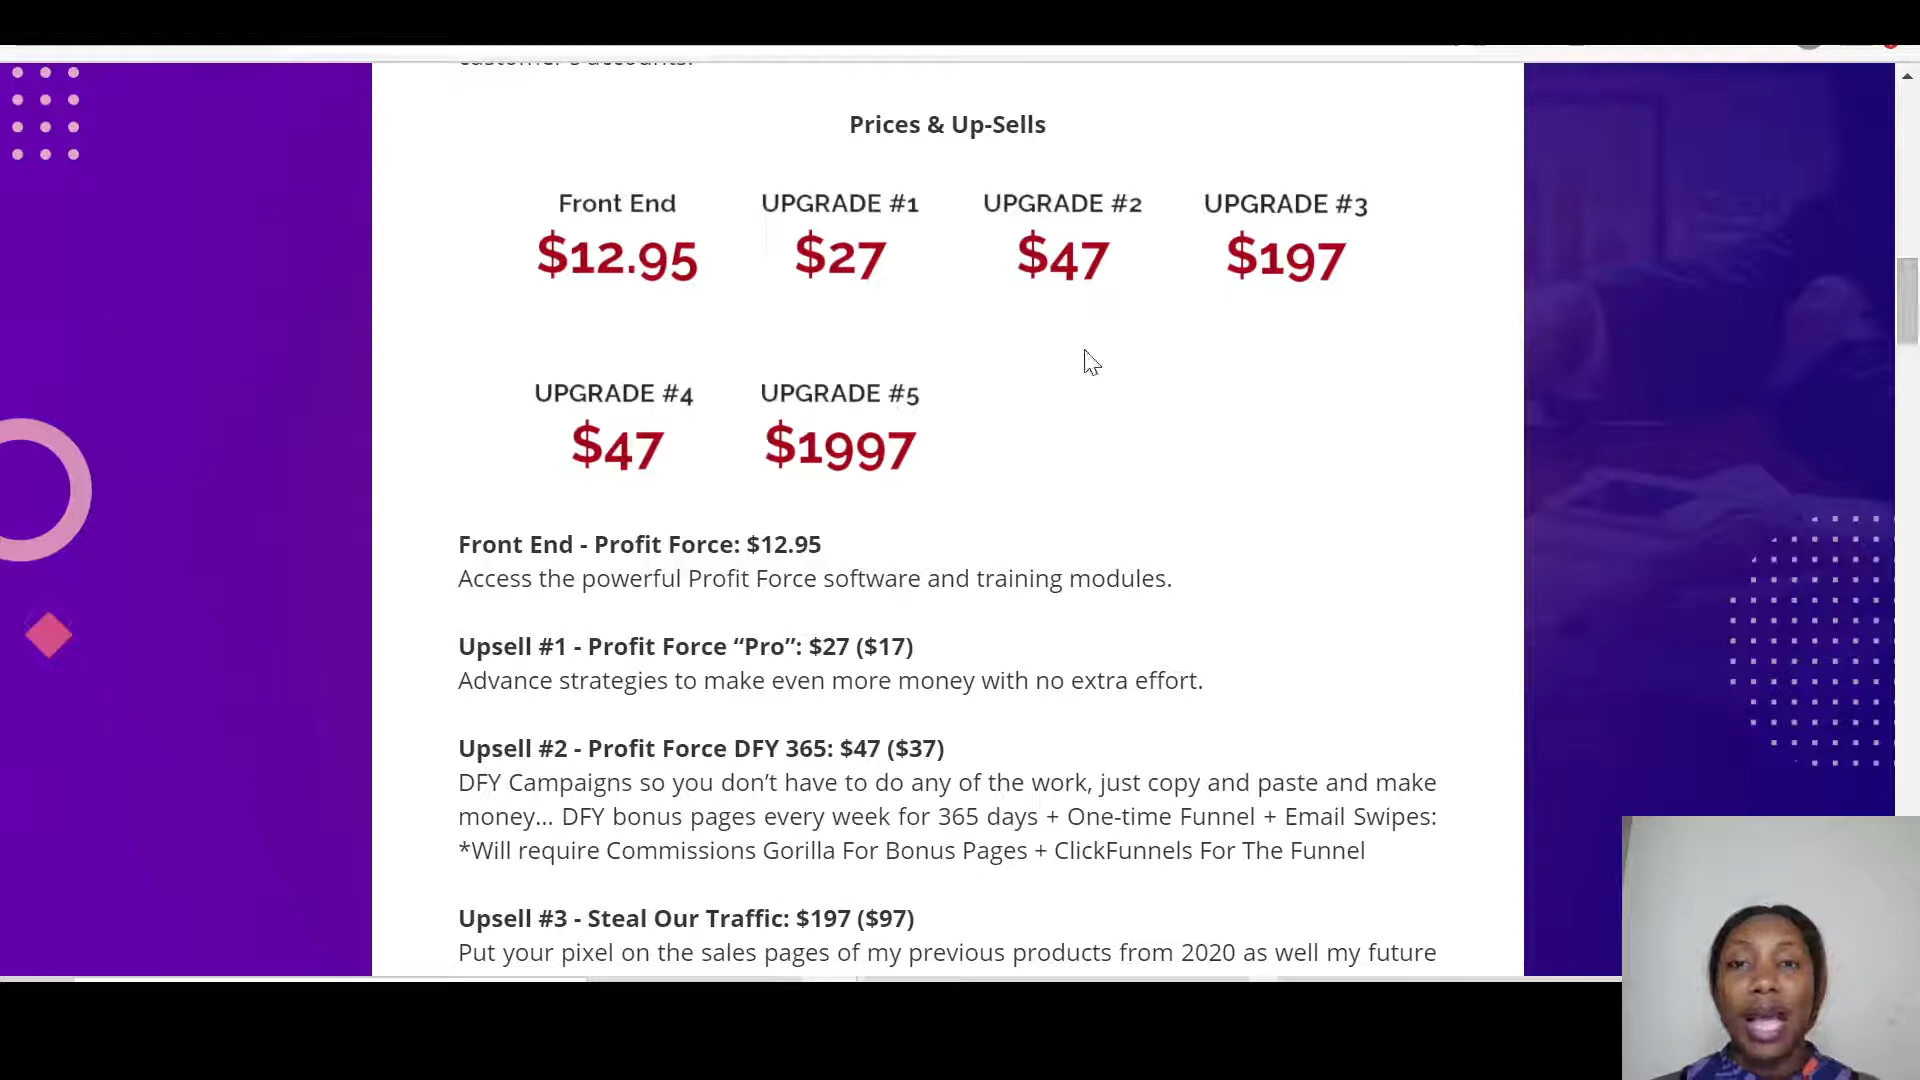 customer's accounts.
Prices & Up-Sells
Front End UPGRADE #1 UPGRADE #2 UPGRADE #3
$12.95 $27 $47 $197
UPGRADE #4 UPGRADE #5
$47 $1997
Front End - Profit Force: $12.95
Access the powerful Profit Force software and training modules.
Upsell #1 - Profit Force “Pro”: $27 ($17)
Advance strategies to make even more money with no extra effort.
Upsell #2 - Profit Force DFY 365: $47 ($37)
DFY Campaigns so you don’t have to do any of the work, just copy and paste and make
money... DFY bonus pages every week for 365 days + One-time Funnel + Email Swipes:
*Will require Commissions Gorilla For Bonus Pages + ClickFunnels For The Funnel
Upsell #3 - Steal Our Traffic: $197 ($97)
Put your pixel on the sales pages of my previous products from 2020 as well my future